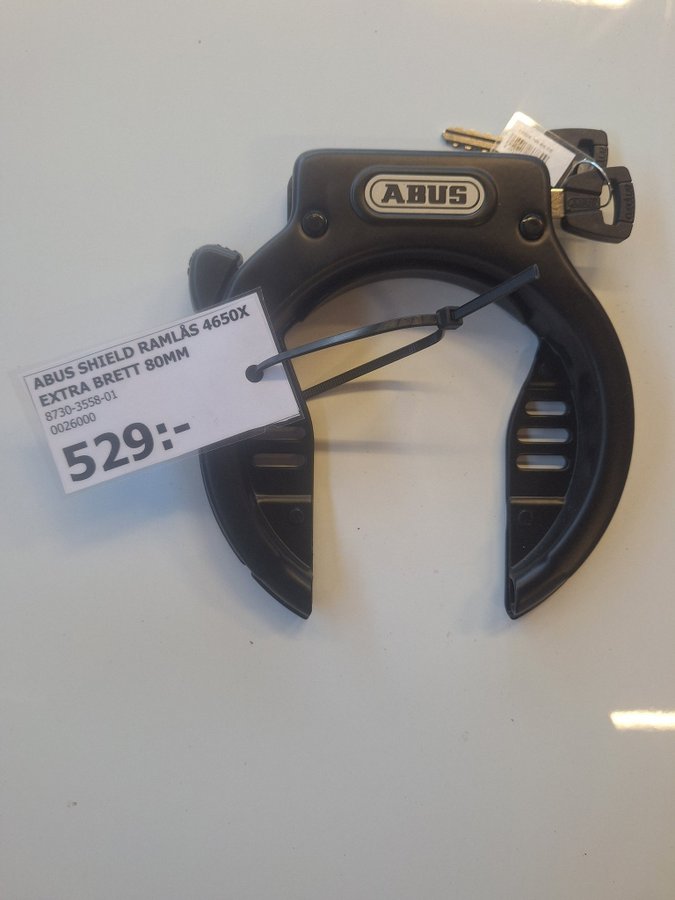 ABUS
ABUS SHIELD RAMLÅS 4650X
EXTRA BRETT 80MM
8730-3558-01
0026000
529:-